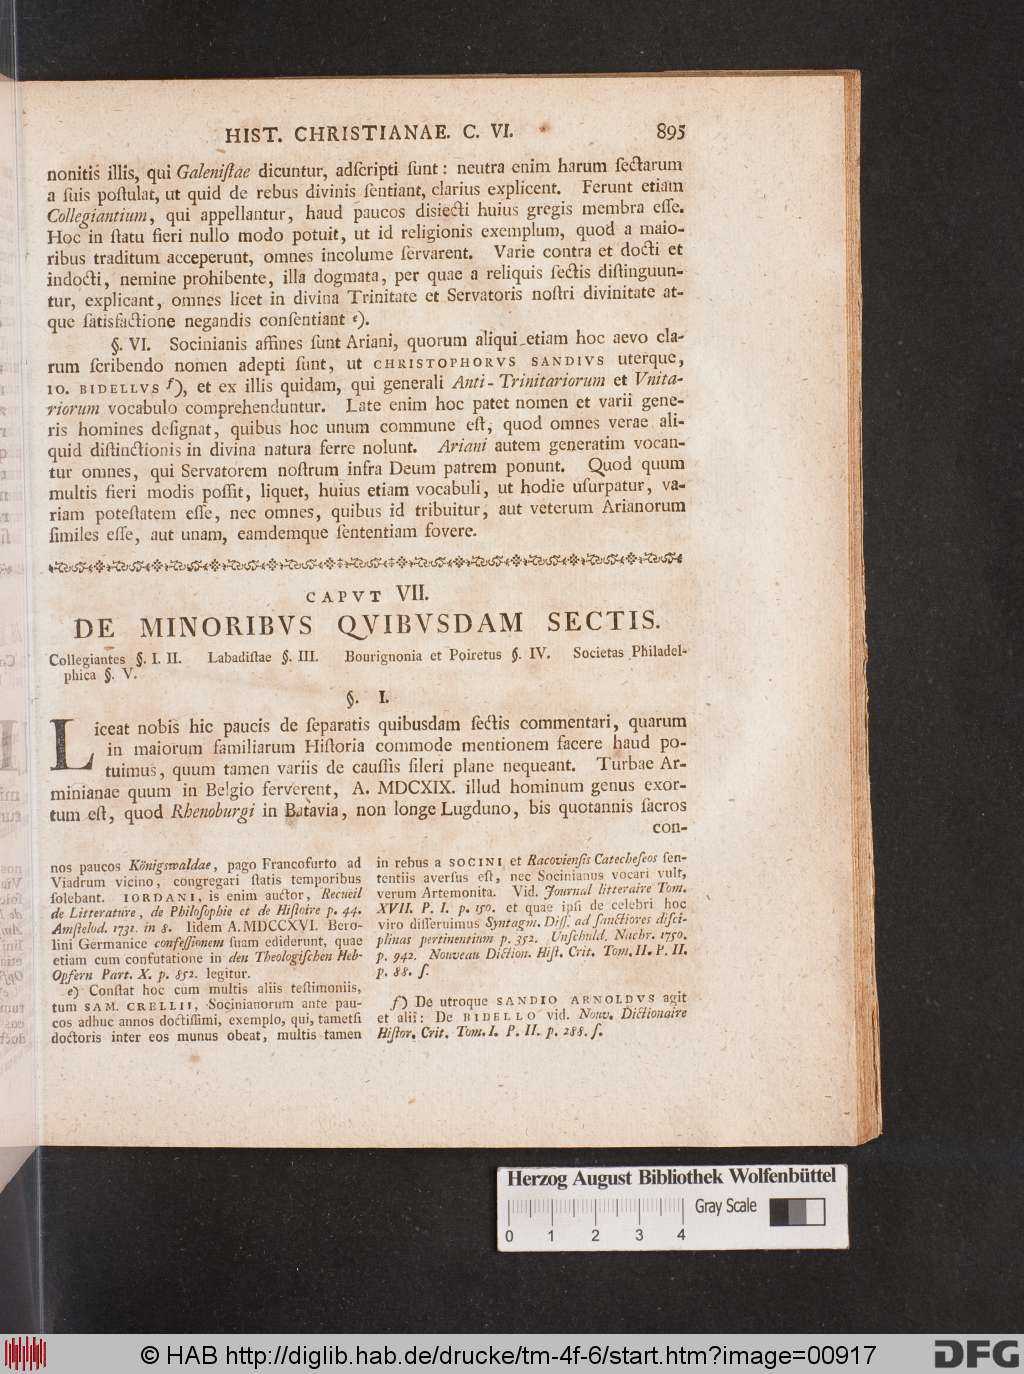 HIST. CHRISTIANAE. C. VI. 895
nonitis illis, qui Galeniſtae dicuntur, adſcripti ſunt: neutra enim harum ſectarum
a ſuis poſtulat, ut quid de rebus divinis ſentiant, clarius explicent. Ferunt etiam
Collegiantium, qui appellantur, haud paucos disiecti huius gregis membra eſſe.
Hoc in ſtatu fieri nullo modo potuit, ut id religionis exemplum, quod a maio-
ribus traditum acceperunt, omnes incolume ſervarent. Varie contra et docti et
indocti, nemine prohibente, illa dogmata, per quae a reliquis ſectis diſtinguun-
tur, explicant, omnes licet in divina Trinitate et Servatoris noſtri divinitate at-
que ſatisfactione negandis conſentiant e).
§. VI. Socinianis affines ſunt Ariani, quorum aliqui etiam hoc aevo cla-
rum ſcribendo nomen adepti ſunt, ut CHRISTOPHORVS SANDIVS uterque,
IO. BIDELLVS f), et ex illis quidam, qui generali Anti-Trinitariorum et Vnita-
riorum vocabulo comprehenduntur. Late enim hoc patet nomen et varii gene-
ris homines deſignat, quibus hoc unum commune eſt, quod omnes verae ali-
quid diſtinctionis in divina natura ferre nolunt. Ariani autem generatim vocan-
tur omnes, qui Servatorem noſtrum infra Deum patrem ponunt. Quod quum
multis fieri modis poſſit, liquet, huius etiam vocabuli, ut hodie uſurpatur, va-
riam poteſtatem eſſe, nec omnes, quibus id tribuitur, aut veterum Arianorum
ſimiles eſſe, aut unam, eamdemque ſententiam fovere.
CAPVT VII.
DE MINORIBVS QVIBVSDAM SECTIS.
Collegiantes §. I. II. Labadiſtae §. III. Bourignonia et Poiretus §. IV. Societas Philadel-
phica §. V.
§. I.
Liceat nobis hic paucis de ſeparatis quibusdam ſectis commentari, quarum
in maiorum familiarum Hiſtoria commode mentionem facere haud po-
tuimus, quum tamen variis de cauſſis ſileri plane nequeant. Turbae Ar-
minianae quum in Belgio ferverent, A. MDCXIX. illud hominum genus exor-
tum eſt, quod Rhenoburgi in Batavia, non longe Lugduno, bis quotannis ſacros
con-
nos paucos Königswaldae, pago Francofurto ad
Viadrum vicino, congregari ſtatis temporibus
ſolebant. IORDANI, is enim auctor, Recueil
de Litterature, de Philoſophie et de Hiſtoire p. 44.
Amſtelod. 1731. in 8. Iidem A. MDCCXVI. Bero-
lini Germanice confeſſionem ſuam ediderunt, quae
etiam cum confutatione in den Theologiſchen Heb-
Opfern Part. X. p. 852. legitur.
e) Conſtat hoc cum multis aliis teſtimoniis,
tum SAM. CRELLII, Socinianorum ante pau-
cos adhuc annos doctiſſimi, exemplo, qui, tametſi
doctoris inter eos munus obeat, multis tamen
in rebus a SOCINI et Racovienſis Catecheſeos ſen-
tentiis averſus eſt, nec Socinianus vocari vult,
verum Artemonita. Vid. Journal litteraire Tom.
XVII. P. I. p. 150. et quae ipſi de celebri hoc
viro diſſeruimus Syntagm. Diſſ. ad ſanctiores diſci-
plinas pertinentium p. 352. Unſchuld. Nachr. 1750.
p. 942. Nouveau Diction. Hiſt. Crit. Tom. II. P. II.
p. 88. ſ.
f) De utroque SANDIO ARNOLDVS agit
et alii: De BIDELLO vid. Nouv. Dictionaire
Hiſtor. Crit. Tom. I. P. II. p. 288. ſ.
Herzog August Bibliothek Wolfenbüttel
Gray Scale
0 1 2 3 4
© HAB http://diglib.hab.de/drucke/tm-4f-6/start.htm?image=00917
DFG